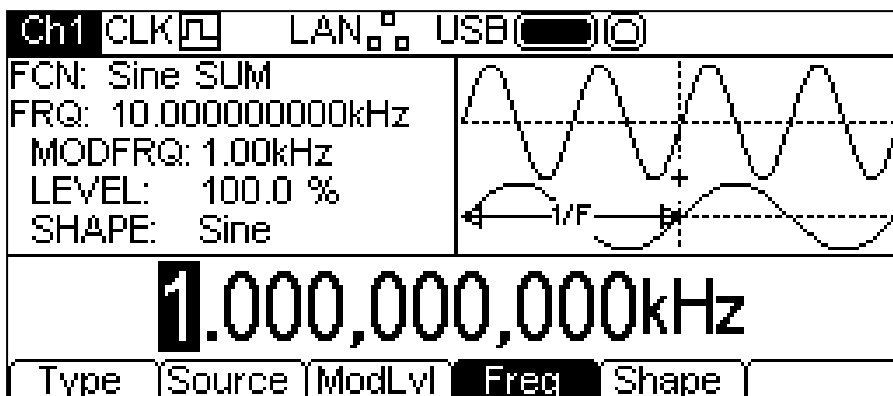 Ch1 CLK LAN USB
FCN: Sine SUM
FRQ: 10.000000000kHz
MODFRQ: 1.00kHz
LEVEL: 100.0 %
SHAPE: Sine
+
1/F
1.000,000,000kHz
Type Source ModLvl Freq Shape